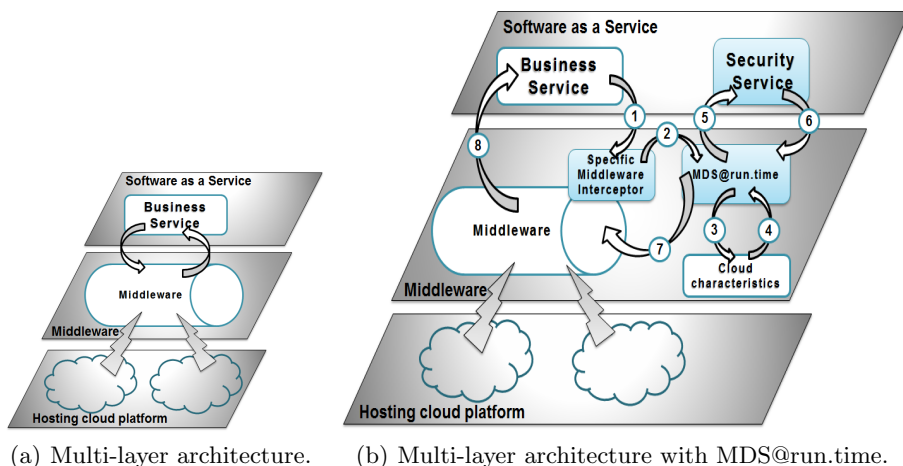 Software as a Service
Business
Service
Middleware
Middleware
Hosting cloud platform
(a) Multi-layer architecture.
Software as a Service
Business
Service
Security
Service
1
2
5
6
8
Specific
Middleware
Interceptor
MDS@run.time
Middleware
3
4
7
Cloud
characteristics
Middleware
Hosting cloud platform
(b) Multi-layer architecture with MDS@run.time.